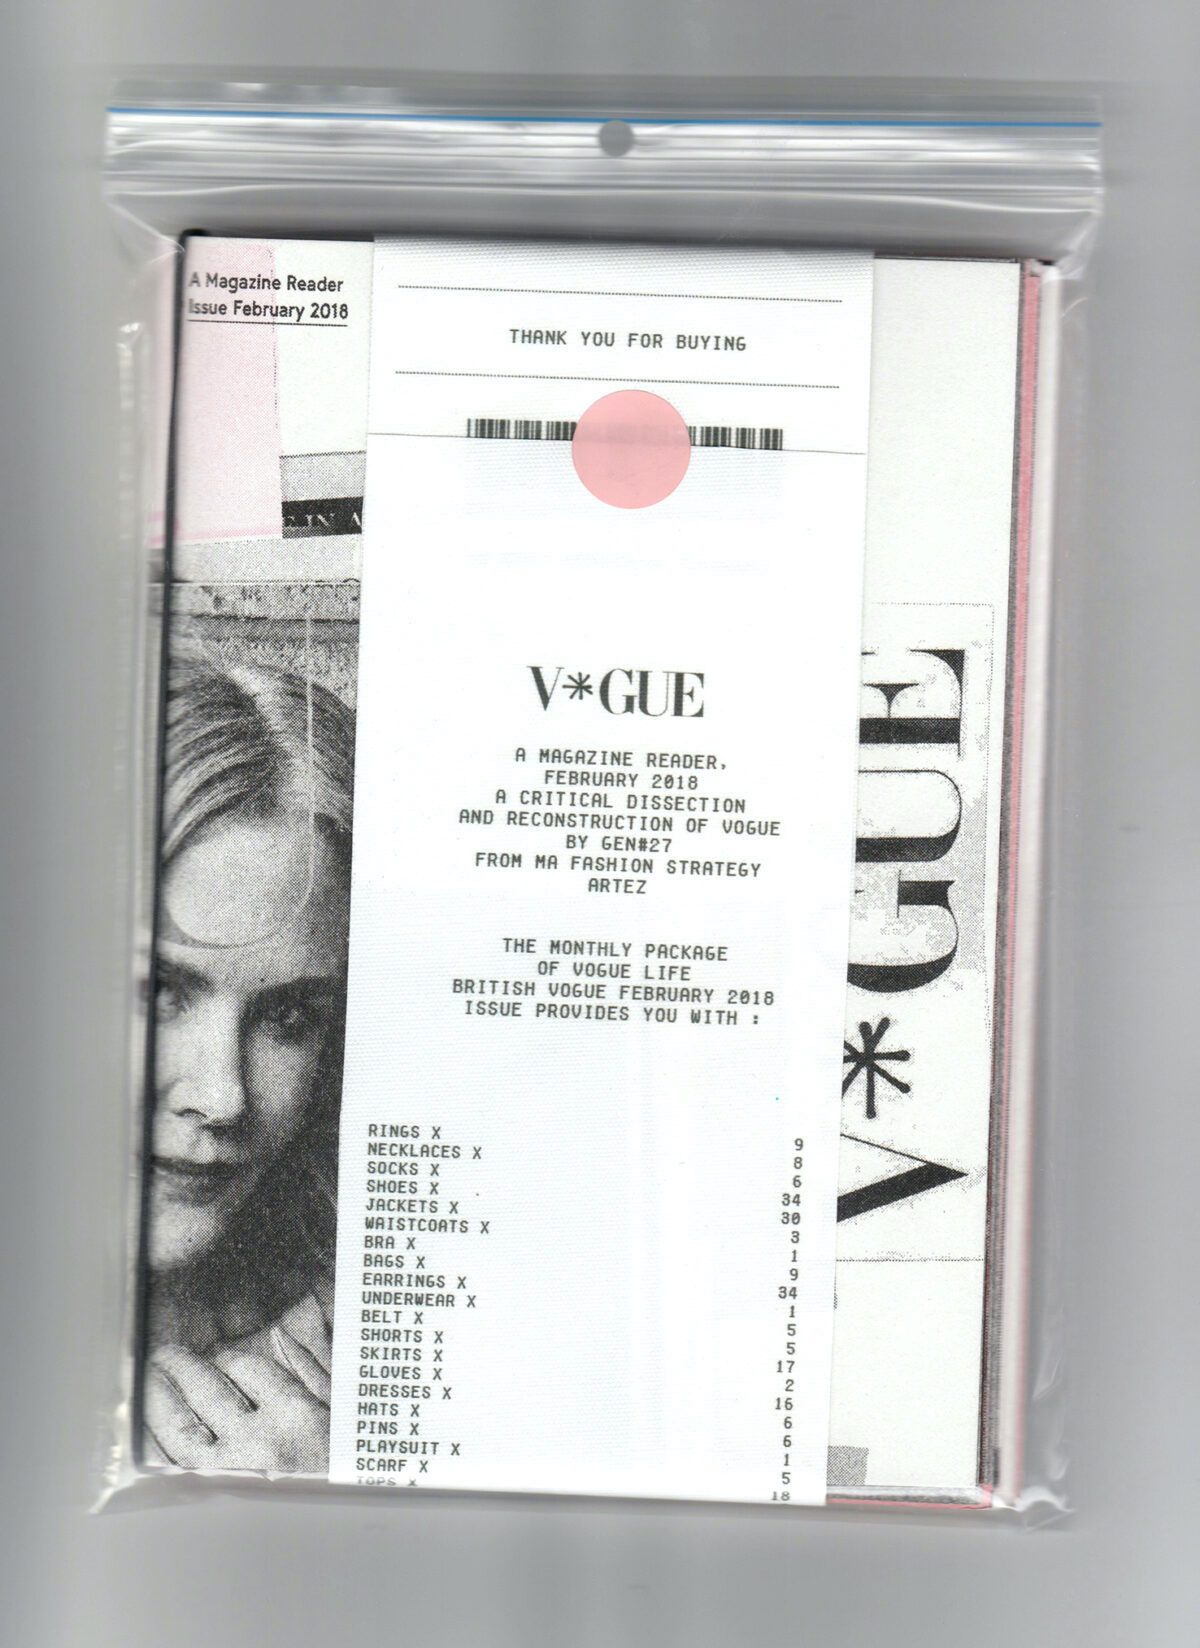 A Magazine Reader
Issue February 2018
THANK YOU FOR BUYING
E IN A
V*GUE
A MAGAZINE READER,
FEBRUARY 2018
A CRITICAL DISSECTION
AND RECONSTRUCTION OF VOGUE
BY GEN#27
FROM MA FASHION STRATEGY
ARTEZ
THE MONTHLY PACKAGE
OF VOGUE LIFE
BRITISH VOGUE FEBRUARY 2018
ISSUE PROVIDES YOU WITH :
RINGS X 9
NECKLACES X 8
SOCKS X 6
SHOES X 34
JACKETS X 30
WAISTCOATS X 3
BRA X 1
BAGS X 9
EARRINGS X 34
UNDERWEAR X 1
BELT X 5
SHORTS X 5
SKIRTS X 17
GLOVES X 2
DRESSES X 16
HATS X 6
PINS X 6
PLAYSUIT X 1
SCARF X 5
TOPS X 18
V*GUE